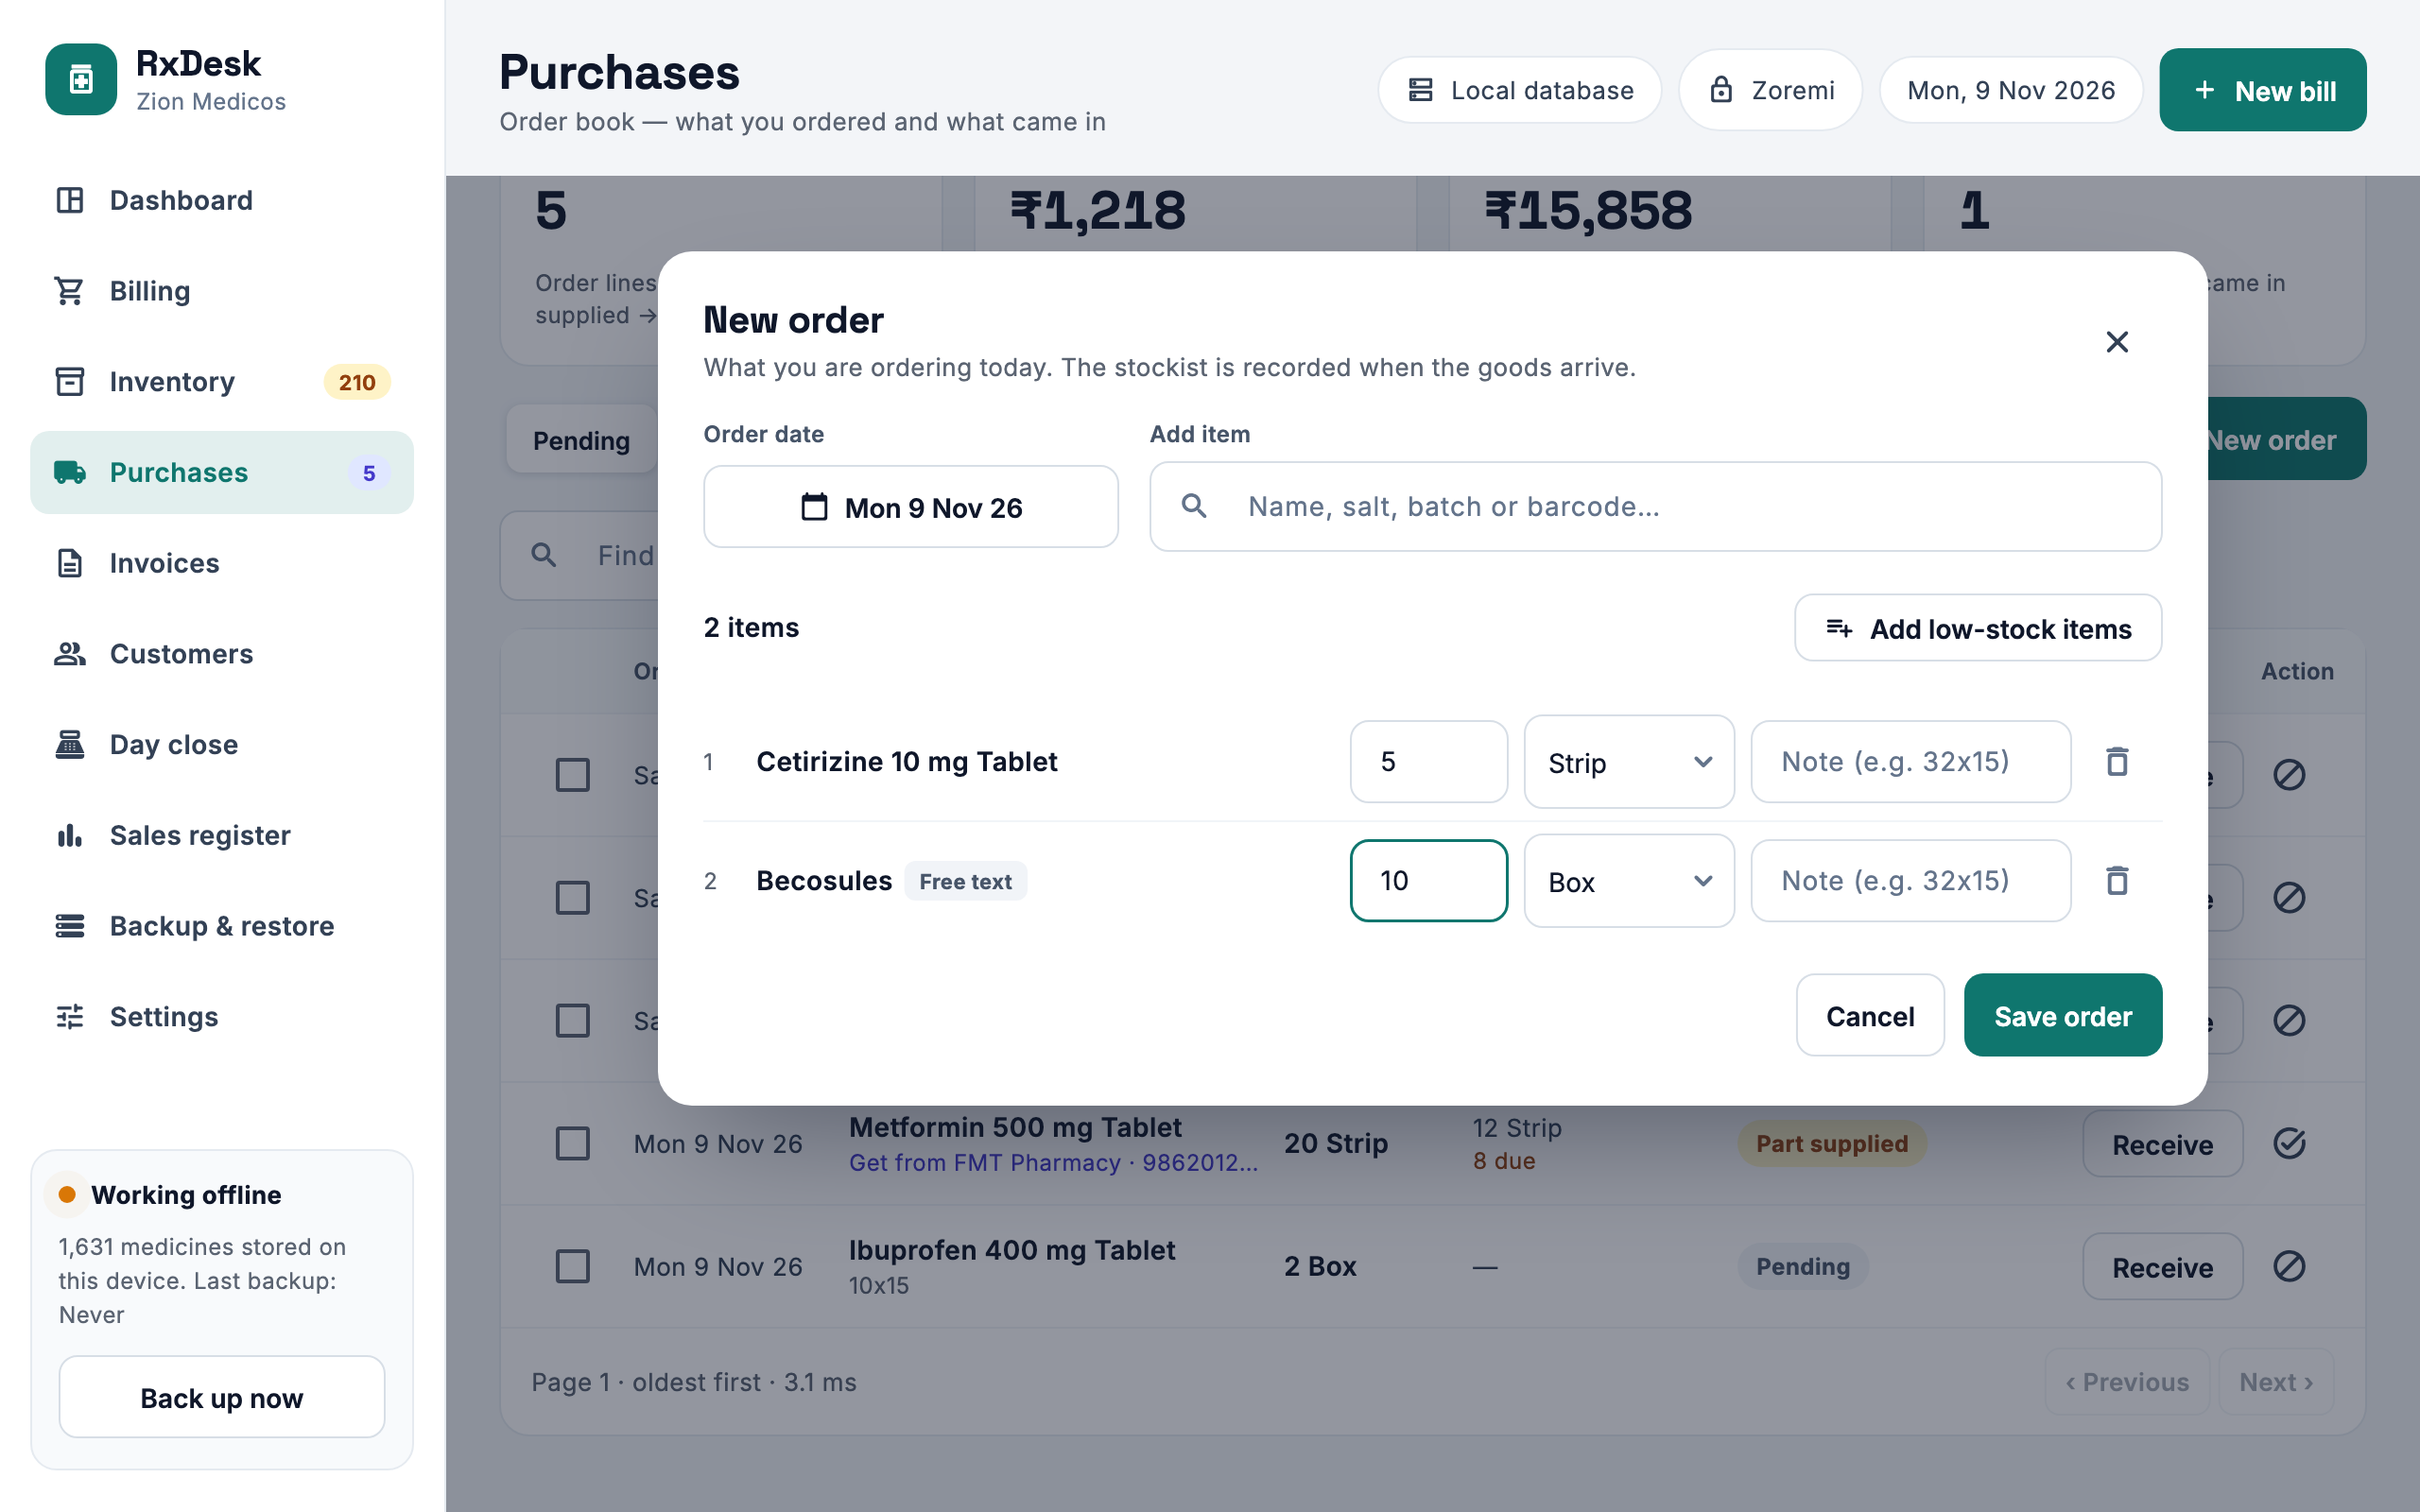 RxDesk
Zion Medicos
Dashboard
Billing
Inventory 210
Purchases 5
Invoices
Customers
Day close
Sales register
Backup & restore
Settings
Working offline
1,631 medicines stored on
this device. Last backup:
Never
Back up now
Purchases
Order book — what you ordered and what came in
Local database
Zoremi
Mon, 9 Nov 2026
+ New bill
5
₹1,218
₹15,858
1
Order lines
supplied →
came in
Pending
New order
Find
Action
New order
What you are ordering today. The stockist is recorded when the goods arrive.
Order date
Add item
Mon 9 Nov 26
Name, salt, batch or barcode...
2 items
Add low-stock items
1 Cetirizine 10 mg Tablet 5 Strip Note (e.g. 32x15)
2 Becosules Free text 10 Box Note (e.g. 32x15)
Cancel
Save order
Mon 9 Nov 26 Metformin 500 mg Tablet 20 Strip 12 Strip Part supplied Receive
Get from FMT Pharmacy · 9862012... 8 due
Mon 9 Nov 26 Ibuprofen 400 mg Tablet 2 Box — Pending Receive
10x15
Page 1 · oldest first · 3.1 ms
‹ Previous
Next ›